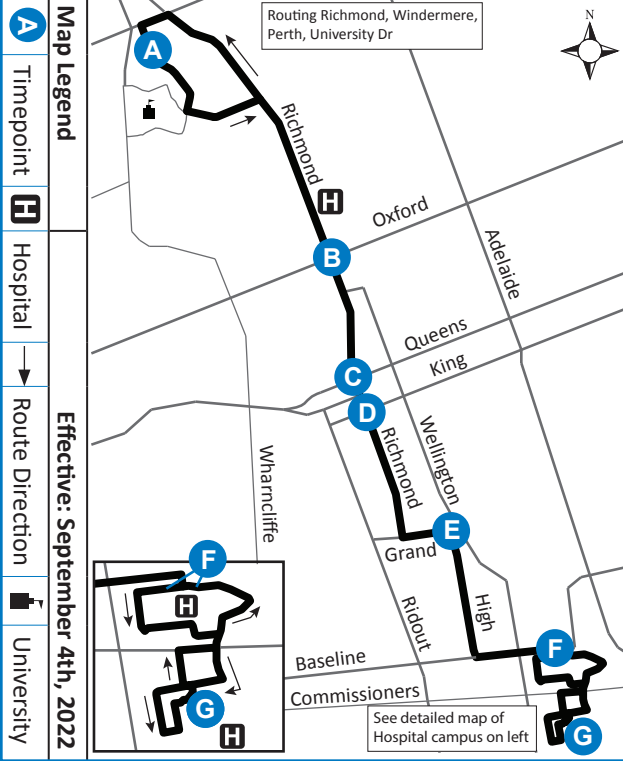 Routing Richmond, Windermere,
Perth, University Dr
N
A
Richmond
H
Oxford
B
Adelaide
Queens
King
C
D
Richmond
Wellington
Wharncliffe
E
Grand
Ridout
High
F
Baseline
Commissioners
G
See detailed map of
Hospital campus on left
F
H
G
H
Map Legend
Effective: September 4th, 2022
A Timepoint
H Hospital
Route Direction
University